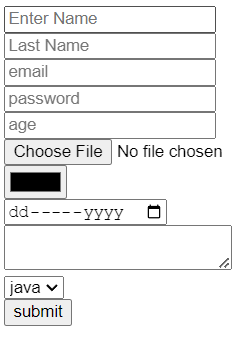 Enter Name
Last Name
email
password
age
Choose File No file chosen
dd-----yyyy
java
submit